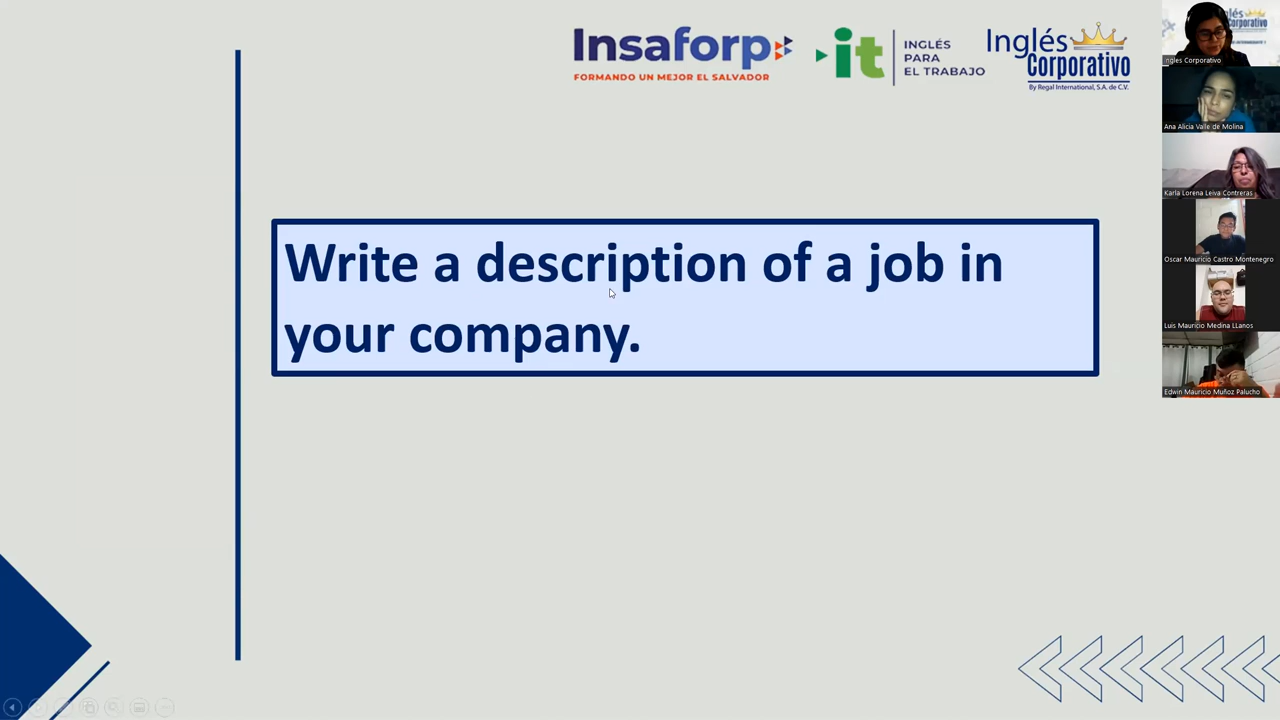 Insaforp
FORMANDO UN MEJOR EL SALVADOR
it
INGLÉS
PARA
EL TRABAJO
Inglés
Corporativo
By Regal International, S.A. de C.V.
Write a description of a job in
your company.
Ingles Corporativo
Ana Alicia Valle de Molina
Karla Lorena Leiva Contreras
Oscar Mauricio Castro Montenegro
Luis Mauricio Medina LLanos
Edwin Mauricio Muñoz Palucho